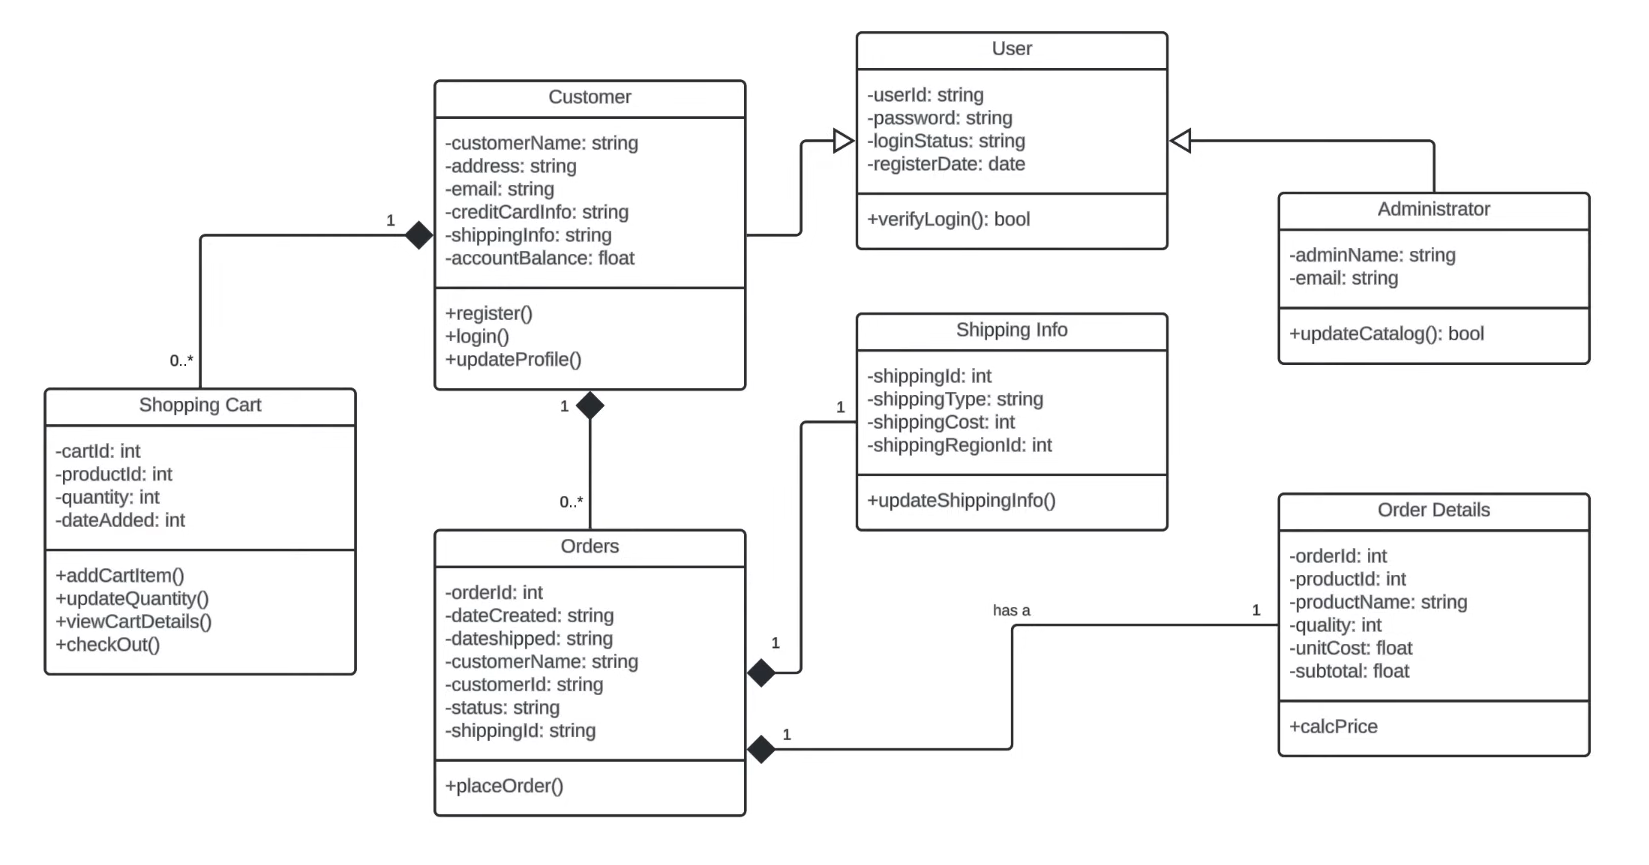 User
-userId: string
-password: string
-loginStatus: string
-registerDate: date
+verifyLogin(): bool
Customer
-customerName: string
-address: string
-email: string
-creditCardInfo: string
-shippingInfo: string
-accountBalance: float
+register()
+login()
+updateProfile()
Administrator
-adminName: string
-email: string
+updateCatalog(): bool
1
0..*
Shopping Cart
-cartId: int
-productId: int
-quantity: int
-dateAdded: int
+addCartItem()
+updateQuantity()
+viewCartDetails()
+checkOut()
1
0..*
Shipping Info
-shippingId: int
-shippingType: string
-shippingCost: int
-shippingRegionId: int
+updateShippingInfo()
1
1
Orders
-orderId: int
-dateCreated: string
-dateshipped: string
-customerName: string
-customerId: string
-status: string
-shippingId: string
+placeOrder()
1
has a
1
Order Details
-orderId: int
-productId: int
-productName: string
-quality: int
-unitCost: float
-subtotal: float
+calcPrice